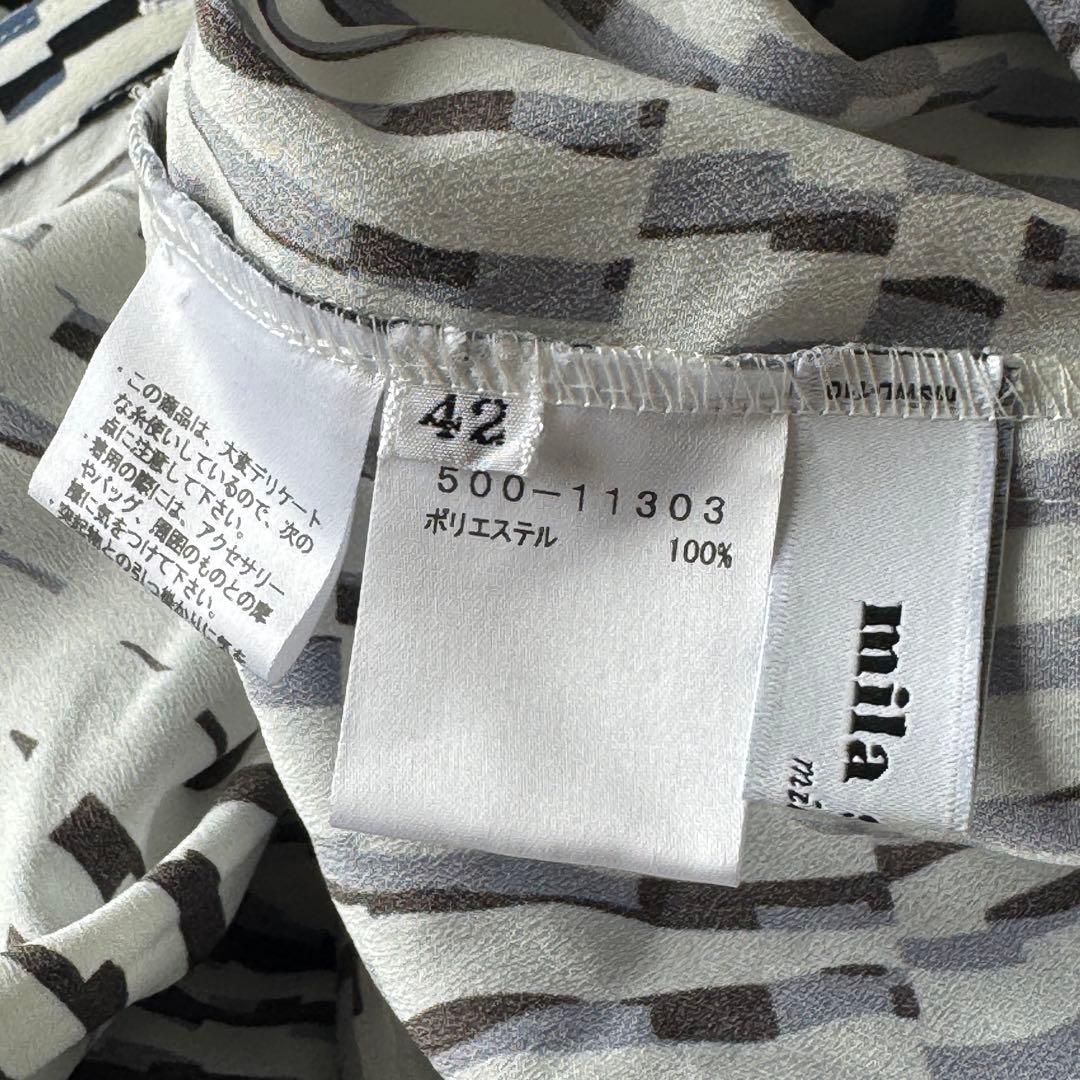 ・この商品は、大変デリケート
な糸使いしているので、次の
点に注意して下さい。
・着用の際には、アクセサリー
やバッグ、周囲のものとの摩
擦に気をつけて下さい。
42
500-11303
ポリエステル 100%
mila